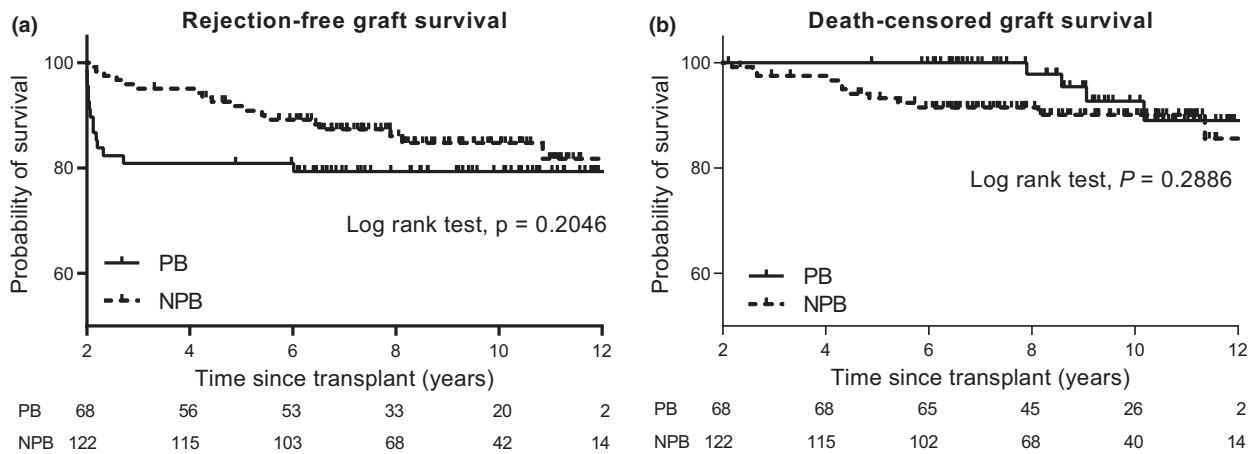 (a) Rejection-free graft survival
Probability of survival
100
80
60
Log rank test, p = 0.2046
PB
NPB
2 4 6 8 10 12
Time since transplant (years)
PB 68 56 53 33 20 2
NPB 122 115 103 68 42 14
(b) Death-censored graft survival
Probability of survival
100
80
60
Log rank test, P = 0.2886
PB
NPB
2 4 6 8 10 12
Time since transplant (years)
PB 68 68 65 45 26 2
NPB 122 115 102 68 40 14